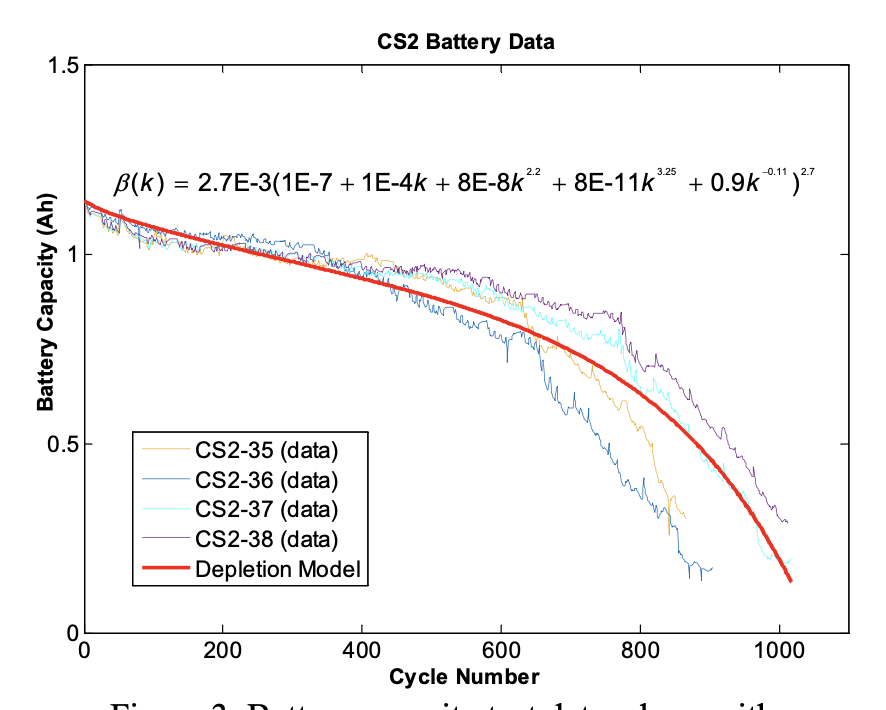 CS2 Battery Data
1.5
β(k) = 2.7E-3(1E-7 + 1E-4k + 8E-8k^2.2 + 8E-11k^3.25 + 0.9k^-0.11)^2.7
1
Battery Capacity (Ah)
0.5
CS2-35 (data)
CS2-36 (data)
CS2-37 (data)
CS2-38 (data)
Depletion Model
0
0 200 400 600 800 1000
Cycle Number